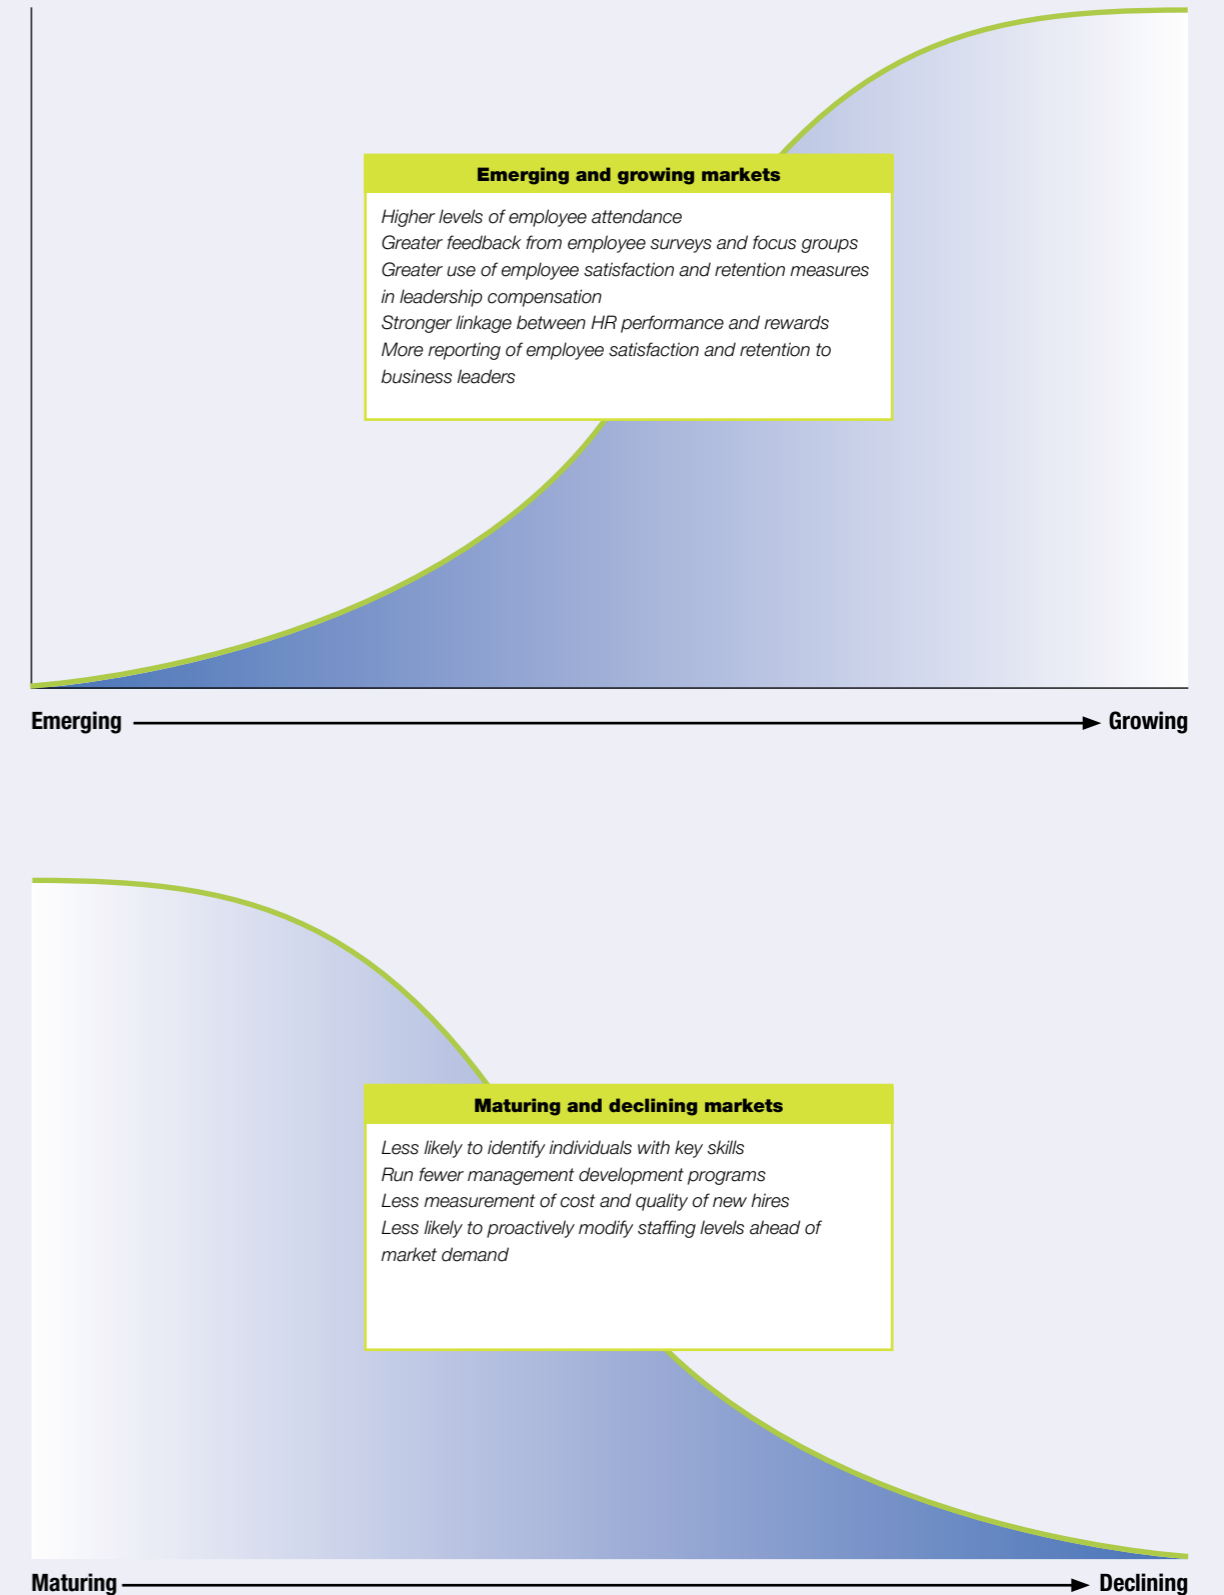 Emerging and growing markets
Higher levels of employee attendance
Greater feedback from employee surveys and focus groups
Greater use of employee satisfaction and retention measures
in leadership compensation
Stronger linkage between HR performance and rewards
More reporting of employee satisfaction and retention to
business leaders
Emerging
Growing
Maturing and declining markets
Less likely to identify individuals with key skills
Run fewer management development programs
Less measurement of cost and quality of new hires
Less likely to proactively modify staffing levels ahead of
market demand
Maturing
Declining